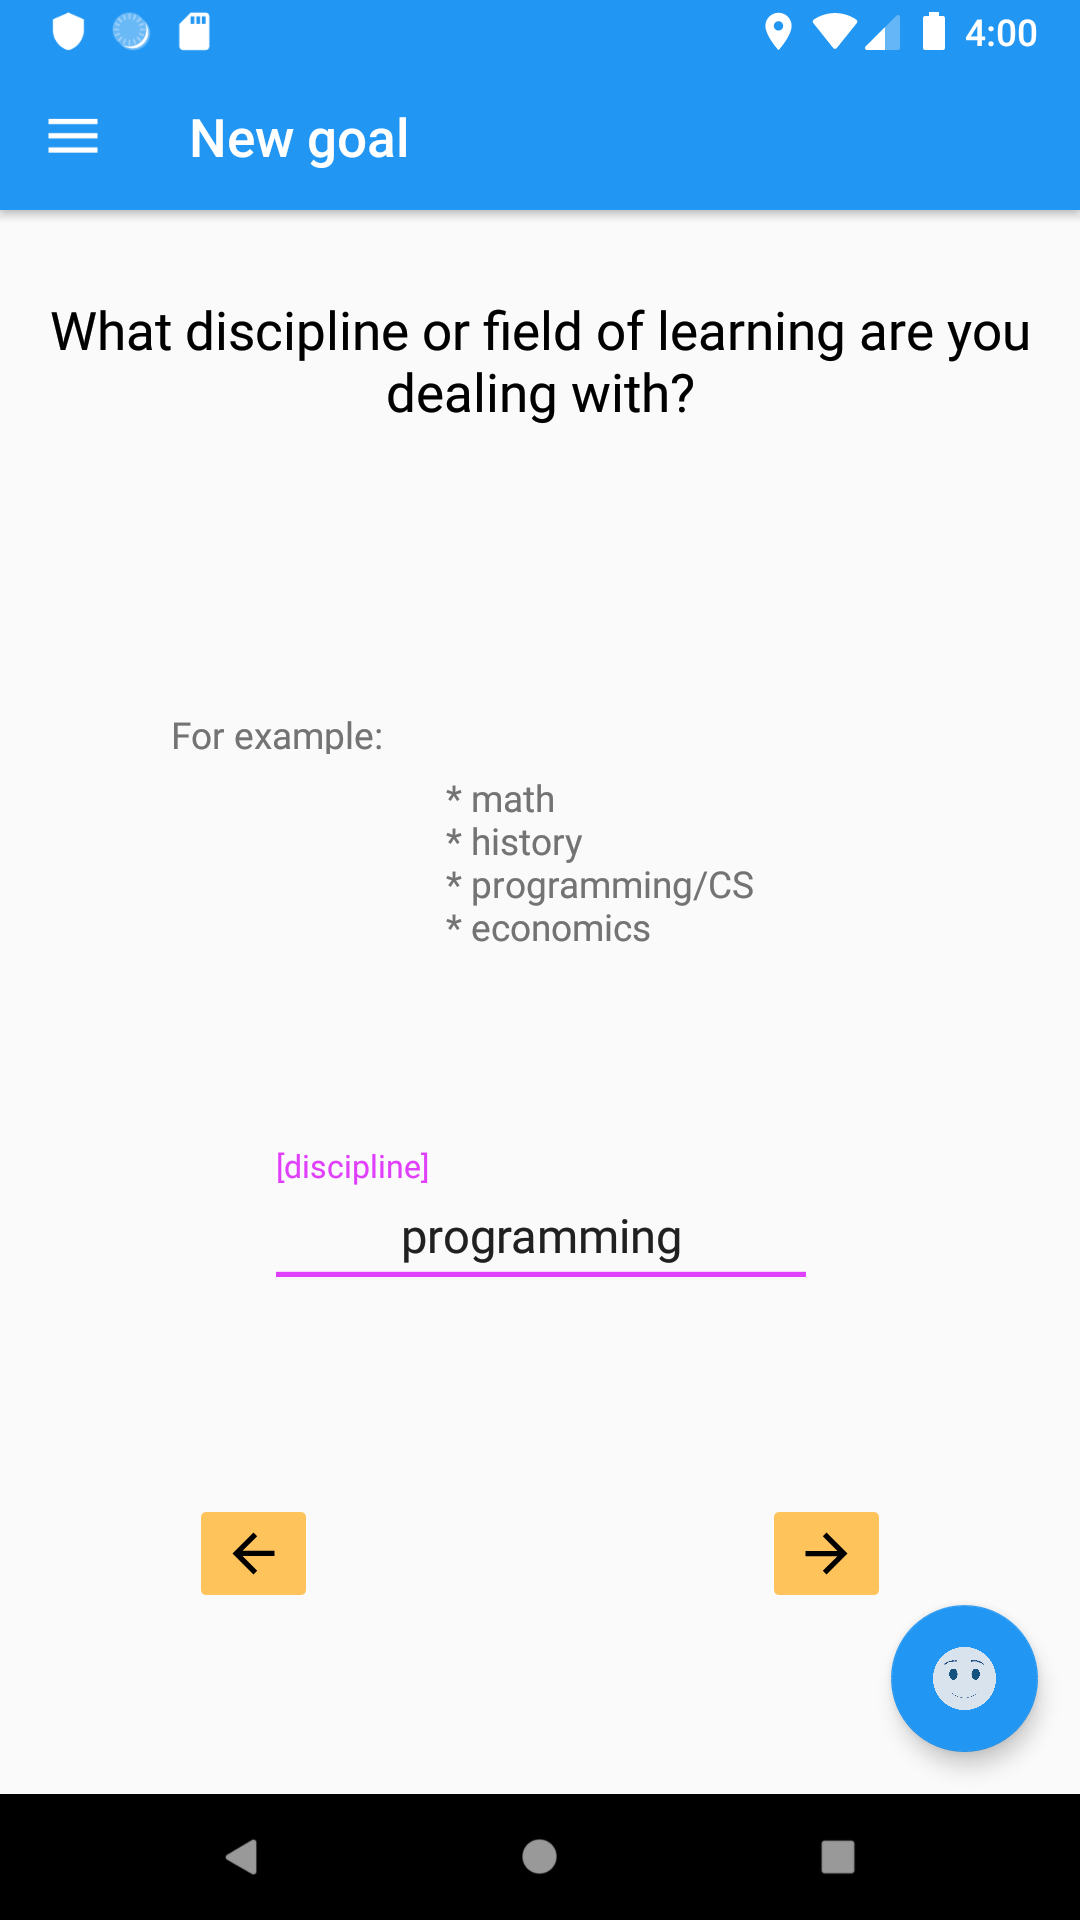 4:00
New goal
What discipline or field of learning are you
dealing with?
For example:
* math
* history
* programming/CS
* economics
[discipline]
programming